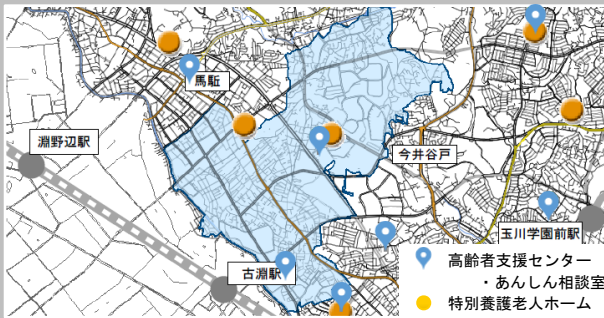 馬駈
淵野辺駅
今井谷戸
玉川学園前駅
古淵駅
高齢者支援センター
・あんしん相談室
特別養護老人ホーム